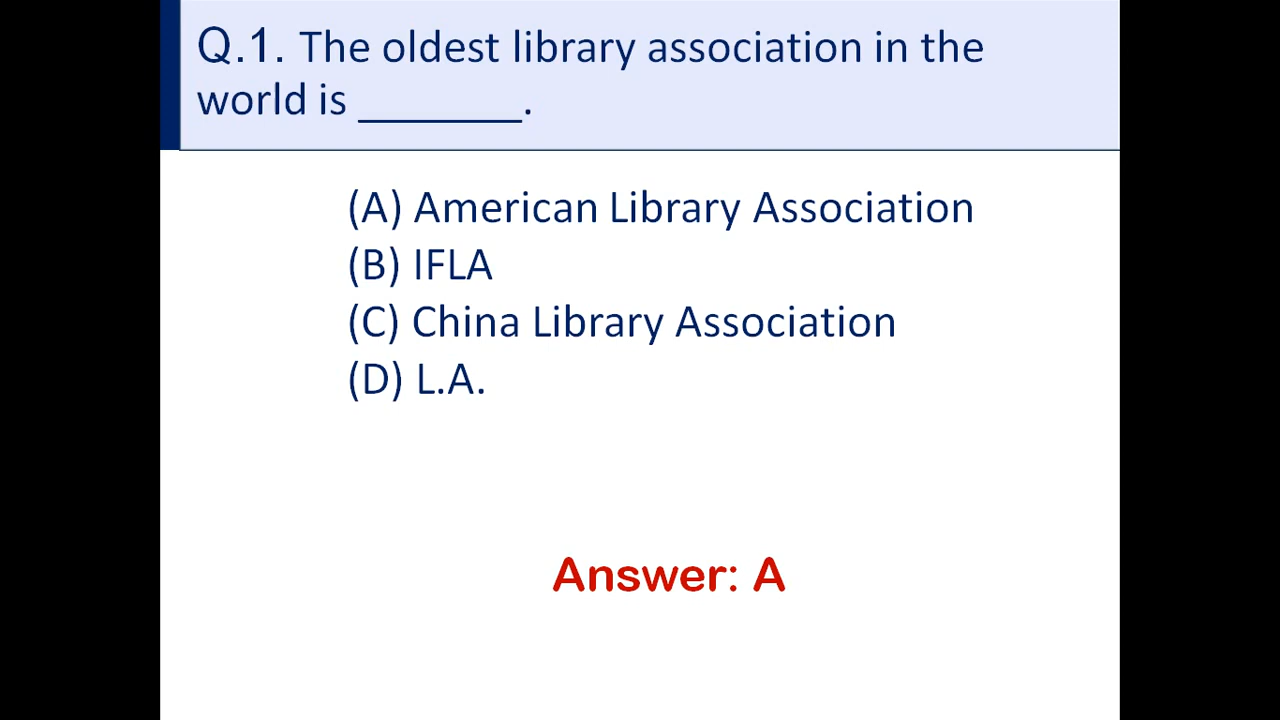 Q.1. The oldest library association in the
world is ________.
(A) American Library Association
(B) IFLA
(C) China Library Association
(D) L.A.
Answer: A